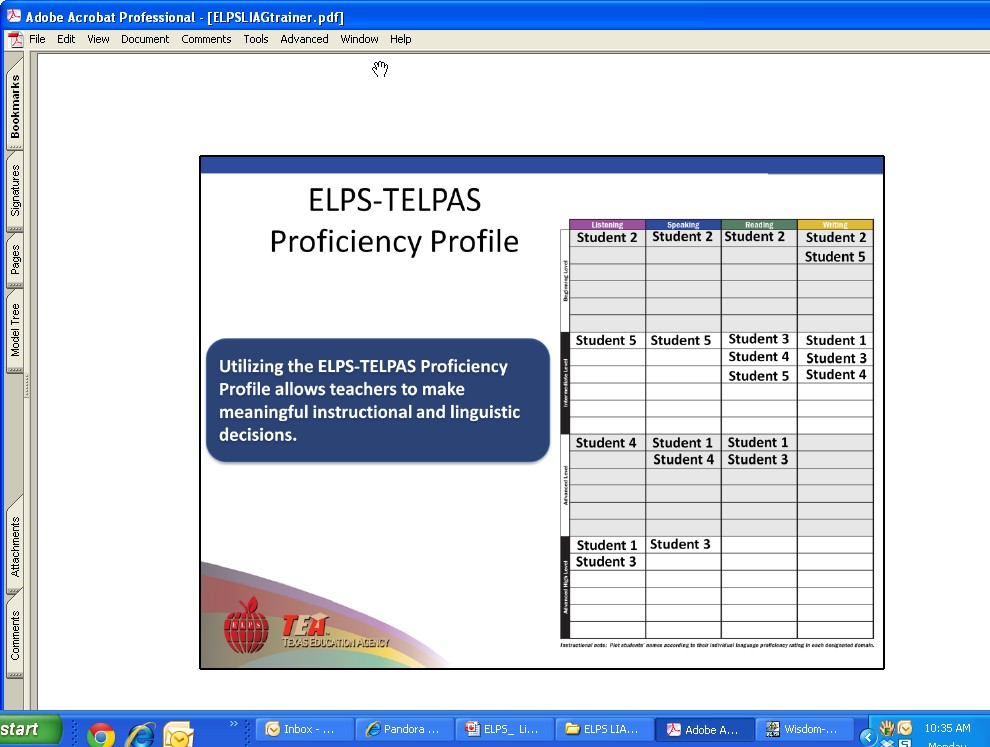 Adobe Acrobat Professional - [ELPSLIAGtrainer.pdf]
File Edit View Document Comments Tools Advanced Window Help
Bookmarks
Signatures
Pages
Model Tree
Attachments
Comments
ELPS-TELPAS
Proficiency Profile
Utilizing the ELPS-TELPAS Proficiency
Profile allows teachers to make
meaningful instructional and linguistic
decisions.
Listening Speaking Reading Writing
Beginning Level
Student 2 Student 2 Student 2 Student 2
Student 5
Intermediate Level
Student 5 Student 5 Student 3 Student 1
Student 4 Student 3
Student 5 Student 4
Advanced Level
Student 4 Student 1 Student 1
Student 4 Student 3
Advanced High Level
Student 1 Student 3
Student 3
Instructional note: Plot students' names according to their individual language proficiency rating in each designated domain.
ELPS
TEA
TEXAS EDUCATION AGENCY
start
Inbox - ...
Pandora ...
ELPS_ Li...
ELPS LIA...
Adobe A...
Wisdom-...
10:35 AM
Monday